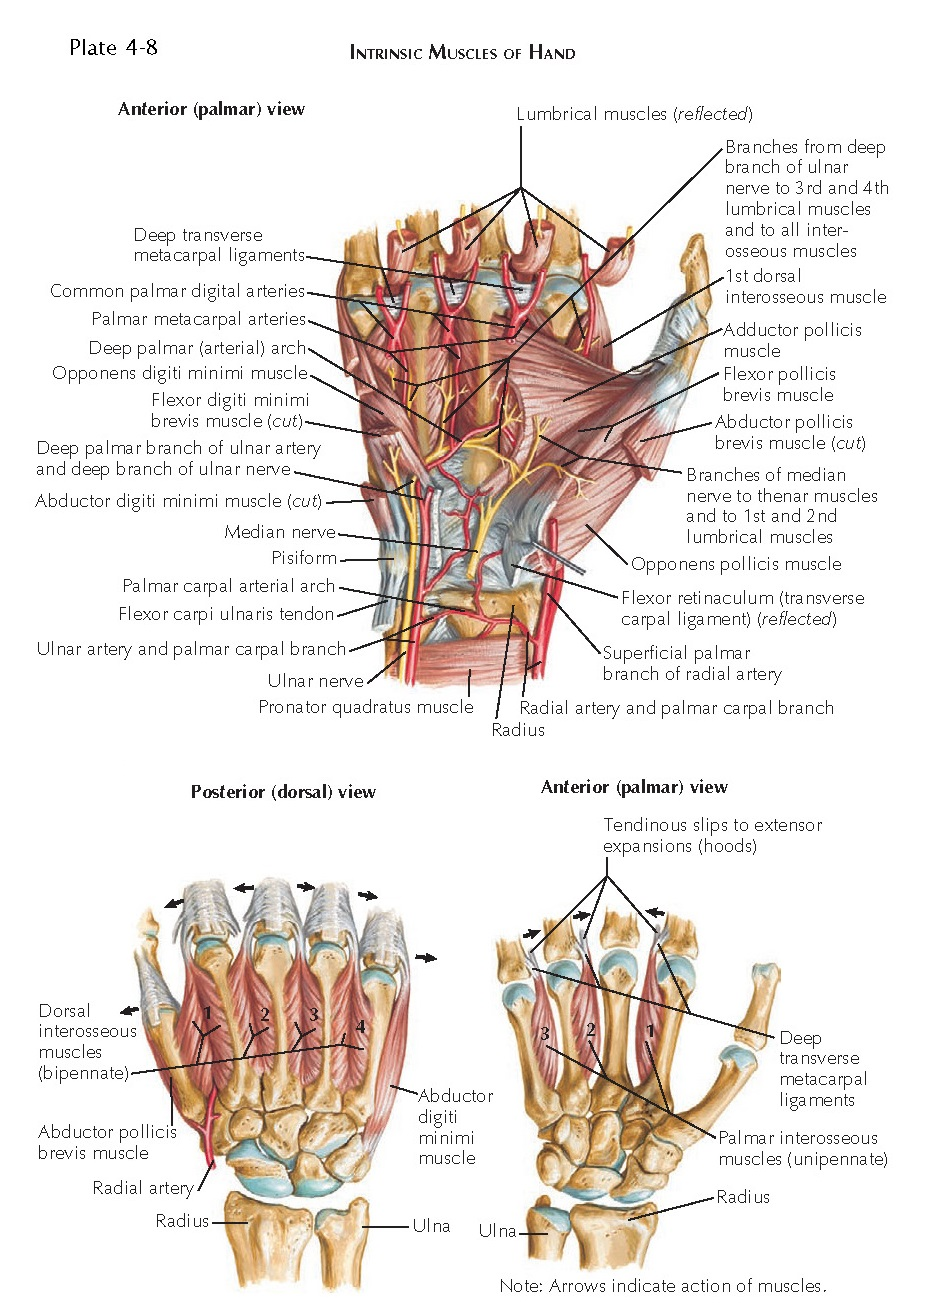 Plate 4-8
INTRINSIC MUSCLES OF HAND
Anterior (palmar) view
Lumbrical muscles (reflected)
Branches from deep
branch of ulnar
nerve to 3rd and 4th
lumbrical muscles
and to all inter-
osseous muscles
1st dorsal
interosseous muscle
Adductor pollicis
muscle
Flexor pollicis
brevis muscle
Abductor pollicis
brevis muscle (cut)
Branches of median
nerve to thenar muscles
and to 1st and 2nd
lumbrical muscles
Opponens pollicis muscle
Flexor retinaculum (transverse
carpal ligament) (reflected)
Superficial palmar
branch of radial artery
Radial artery and palmar carpal branch
Radius
Deep transverse
metacarpal ligaments
Common palmar digital arteries
Palmar metacarpal arteries
Deep palmar (arterial) arch
Opponens digiti minimi muscle
Flexor digiti minimi
brevis muscle (cut)
Deep palmar branch of ulnar artery
and deep branch of ulnar nerve
Abductor digiti minimi muscle (cut)
Median nerve
Pisiform
Palmar carpal arterial arch
Flexor carpi ulnaris tendon
Ulnar artery and palmar carpal branch
Ulnar nerve
Pronator quadratus muscle
Posterior (dorsal) view
Dorsal
interosseous
muscles
(bipennate)
1
2
3
4
Abductor pollicis
brevis muscle
Radial artery
Radius
Ulna
Abductor
digiti
minimi
muscle
Anterior (palmar) view
Tendinous slips to extensor
expansions (hoods)
3
2
1
Deep
transverse
metacarpal
ligaments
Palmar interosseous
muscles (unipennate)
Radius
Ulna
Note: Arrows indicate action of muscles.